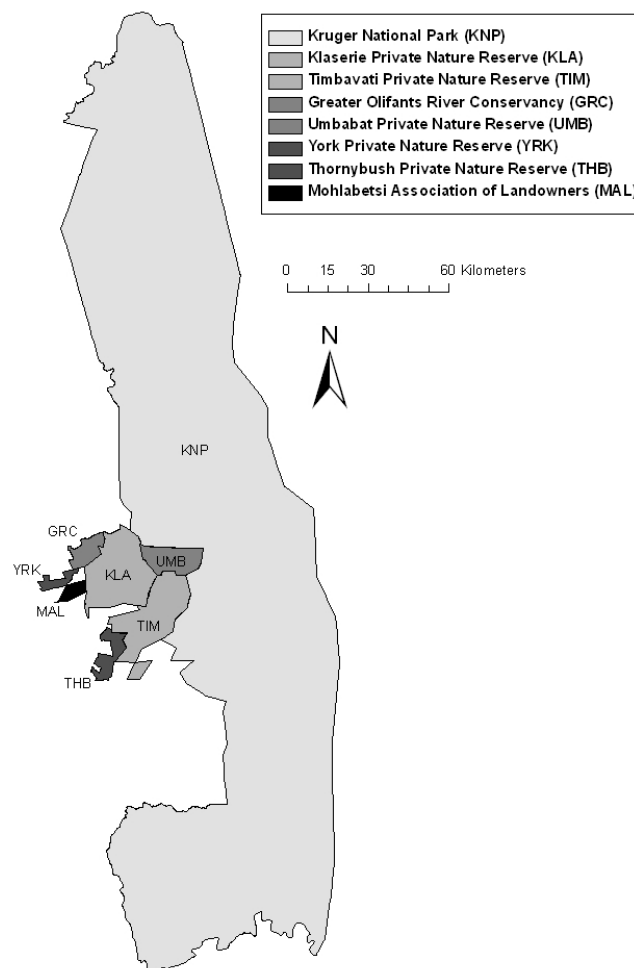 Kruger National Park (KNP)
Klaserie Private Nature Reserve (KLA)
Timbavati Private Nature Reserve (TIM)
Greater Olifants River Conservancy (GRC)
Umbabat Private Nature Reserve (UMB)
York Private Nature Reserve (YRK)
Thornybush Private Nature Reserve (THB)
Mohlabetsi Association of Landowners (MAL)
0 15 30 60 Kilometers
N
KNP
GRC
UMB
YRK
KLA
MAL
TIM
THB